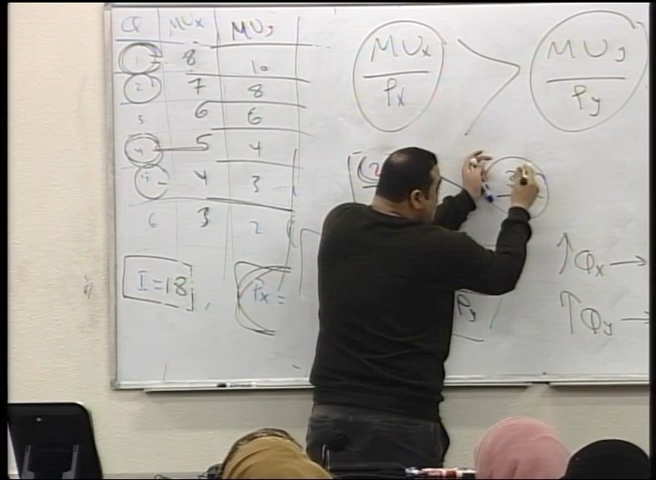 Q MUx MUy
1 8 10
2 7 8
3 6 6
4 5 4
5 4 3
6 3 2
I = 18
Px =
MUx / Px > MUy / Py
Py
↑ Qx →
↑ Qy →